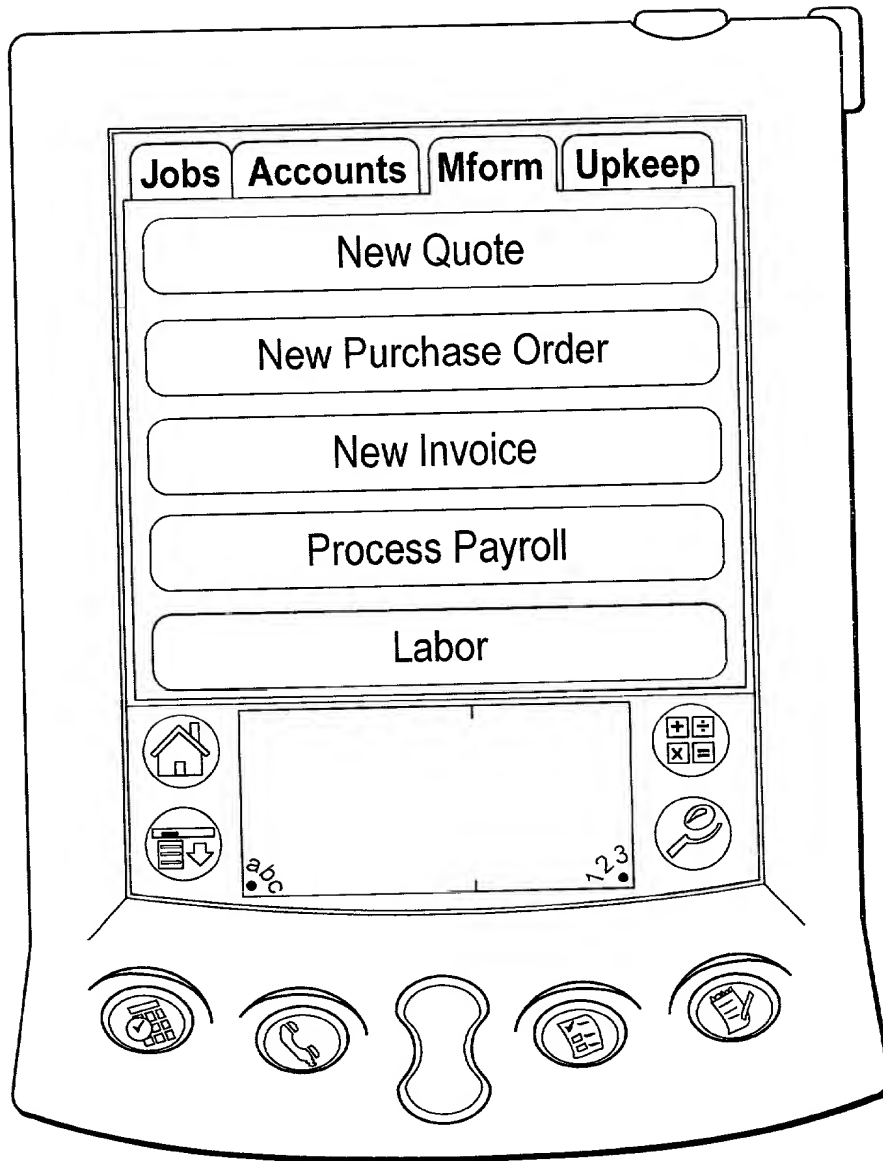 Jobs Accounts Mform Upkeep
New Quote
New Purchase Order
New Invoice
Process Payroll
Labor
+ ÷
x =
abc 123